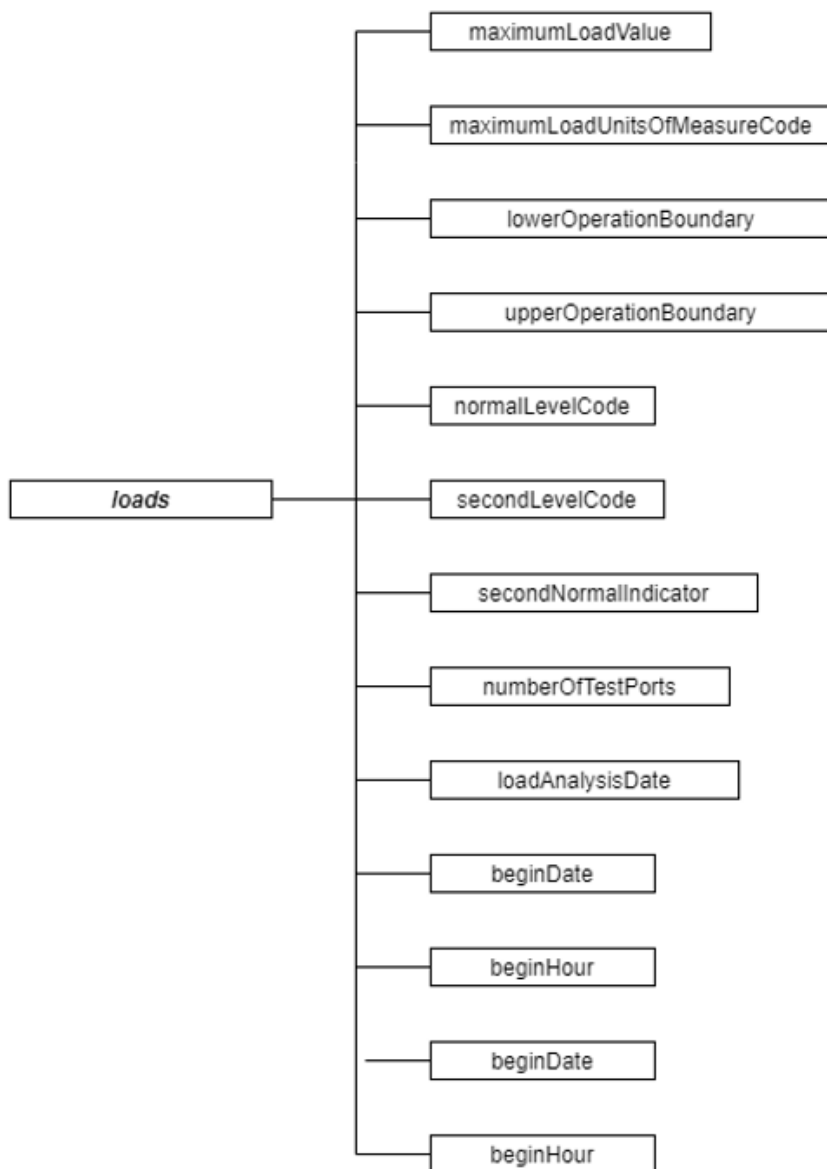 maximumLoadValue
maximumLoadUnitsOfMeasureCode
lowerOperationBoundary
upperOperationBoundary
normalLevelCode
loads
secondLevelCode
secondNormalIndicator
numberOfTestPorts
loadAnalysisDate
beginDate
beginHour
beginDate
beginHour